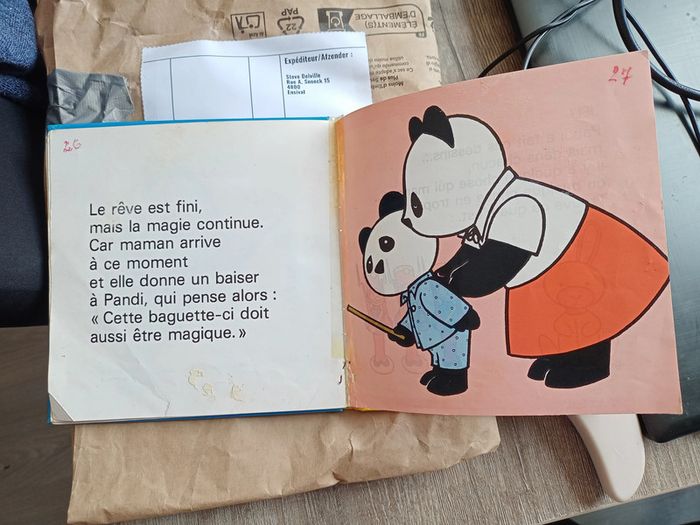 ÉLÉMENT(S)
D'EMBALLAGE
22
PAP
Expéditeur/Afzender :
Steve Delville
Rue A. Snoock 15
4800
Ensival
26
27
Le rêve est fini,
mais la magie continue.
Car maman arrive
à ce moment
et elle donne un baiser
à Pandi, qui pense alors :
« Cette baguette-ci doit
aussi être magique. »